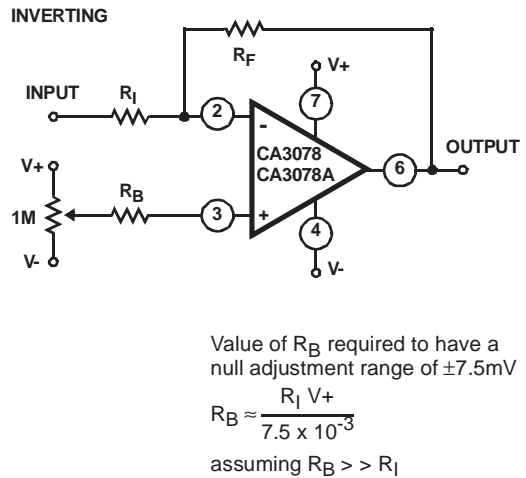 INVERTING
R_F
V+
INPUT
R_I
2
7
-
CA3078
CA3078A
6
OUTPUT
V+
R_B
1M
3
+
4
V-
V-
Value of R_B required to have a
null adjustment range of ±7.5mV
R_B ≈ R_I V+ / 7.5 x 10^-3
assuming R_B > > R_I